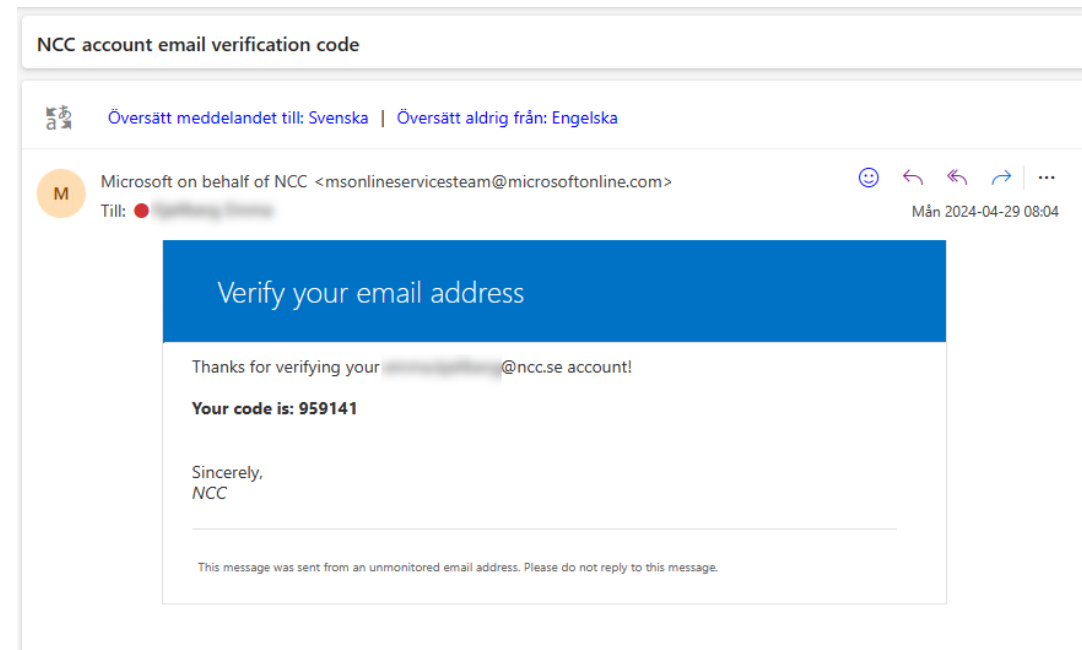 NCC account email verification code
Översätt meddelandet till: Svenska | Översätt aldrig från: Engelska
M
Microsoft on behalf of NCC <msonlineservicesteam@microsoftonline.com>
Till:
Mån 2024-04-29 08:04
Verify your email address
Thanks for verifying your @ncc.se account!
Your code is: 959141
Sincerely,
NCC
This message was sent from an unmonitored email address. Please do not reply to this message.